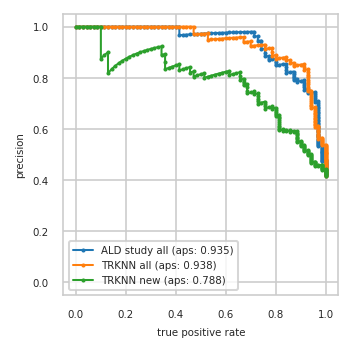 1.0
0.8
0.6
0.4
0.2
0.0
precision
ALD study all (aps: 0.935)
TRKNN all (aps: 0.938)
TRKNN new (aps: 0.788)
0.0 0.2 0.4 0.6 0.8 1.0
true positive rate